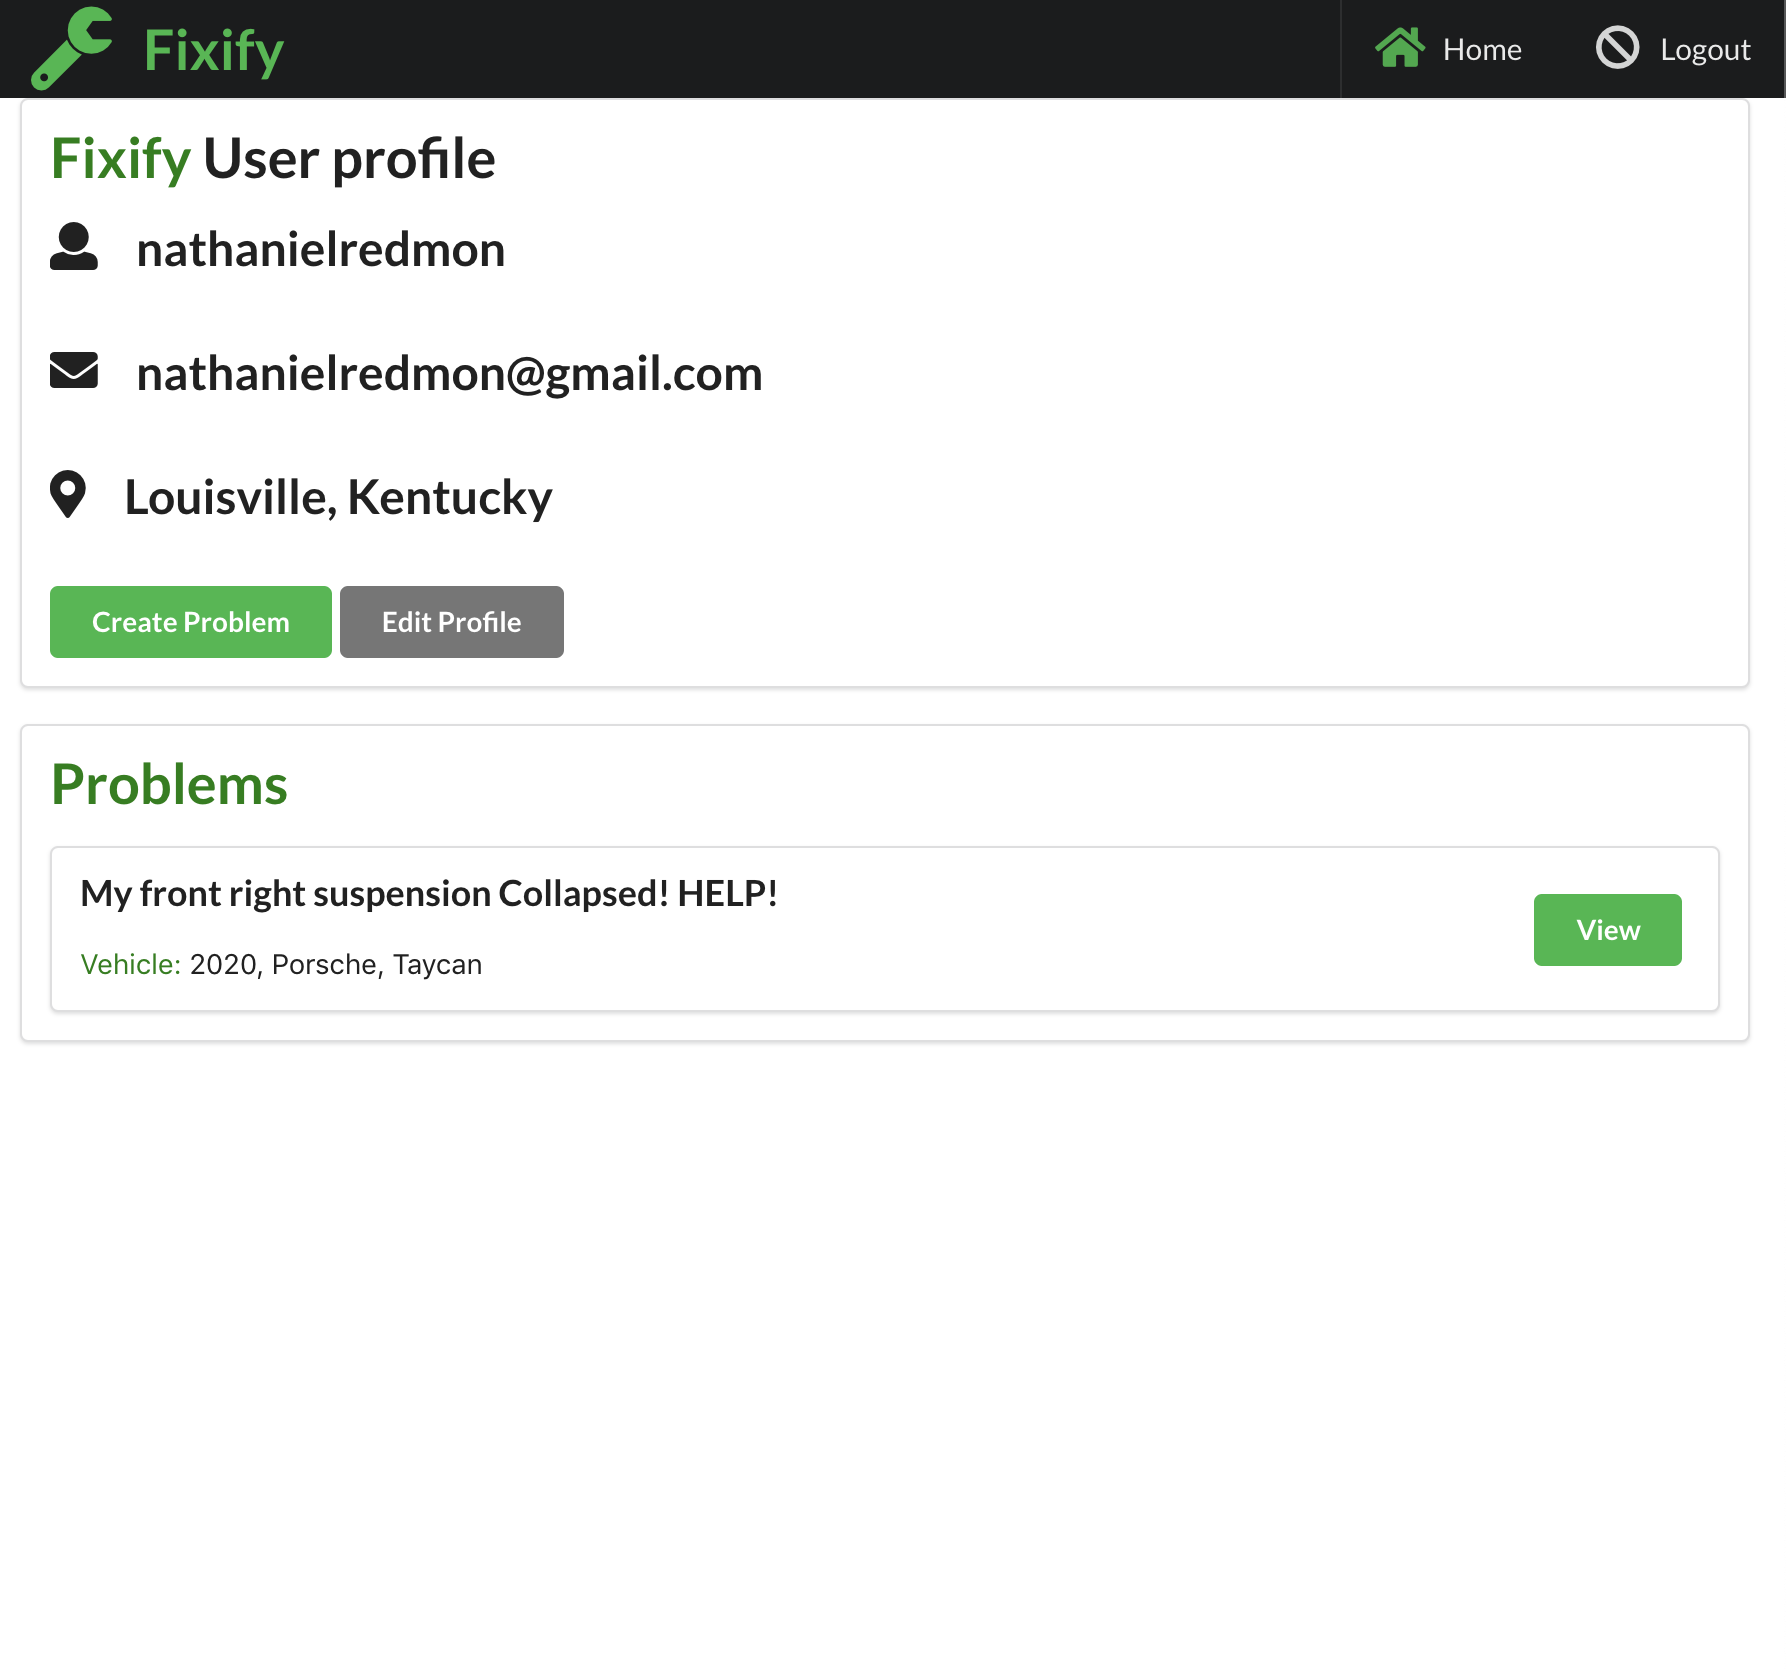 Fixify
Home
Logout
Fixify User profile
nathanielredmon
nathanielredmon@gmail.com
Louisville, Kentucky
Create Problem
Edit Profile
Problems
My front right suspension Collapsed! HELP!
Vehicle: 2020, Porsche, Taycan
View